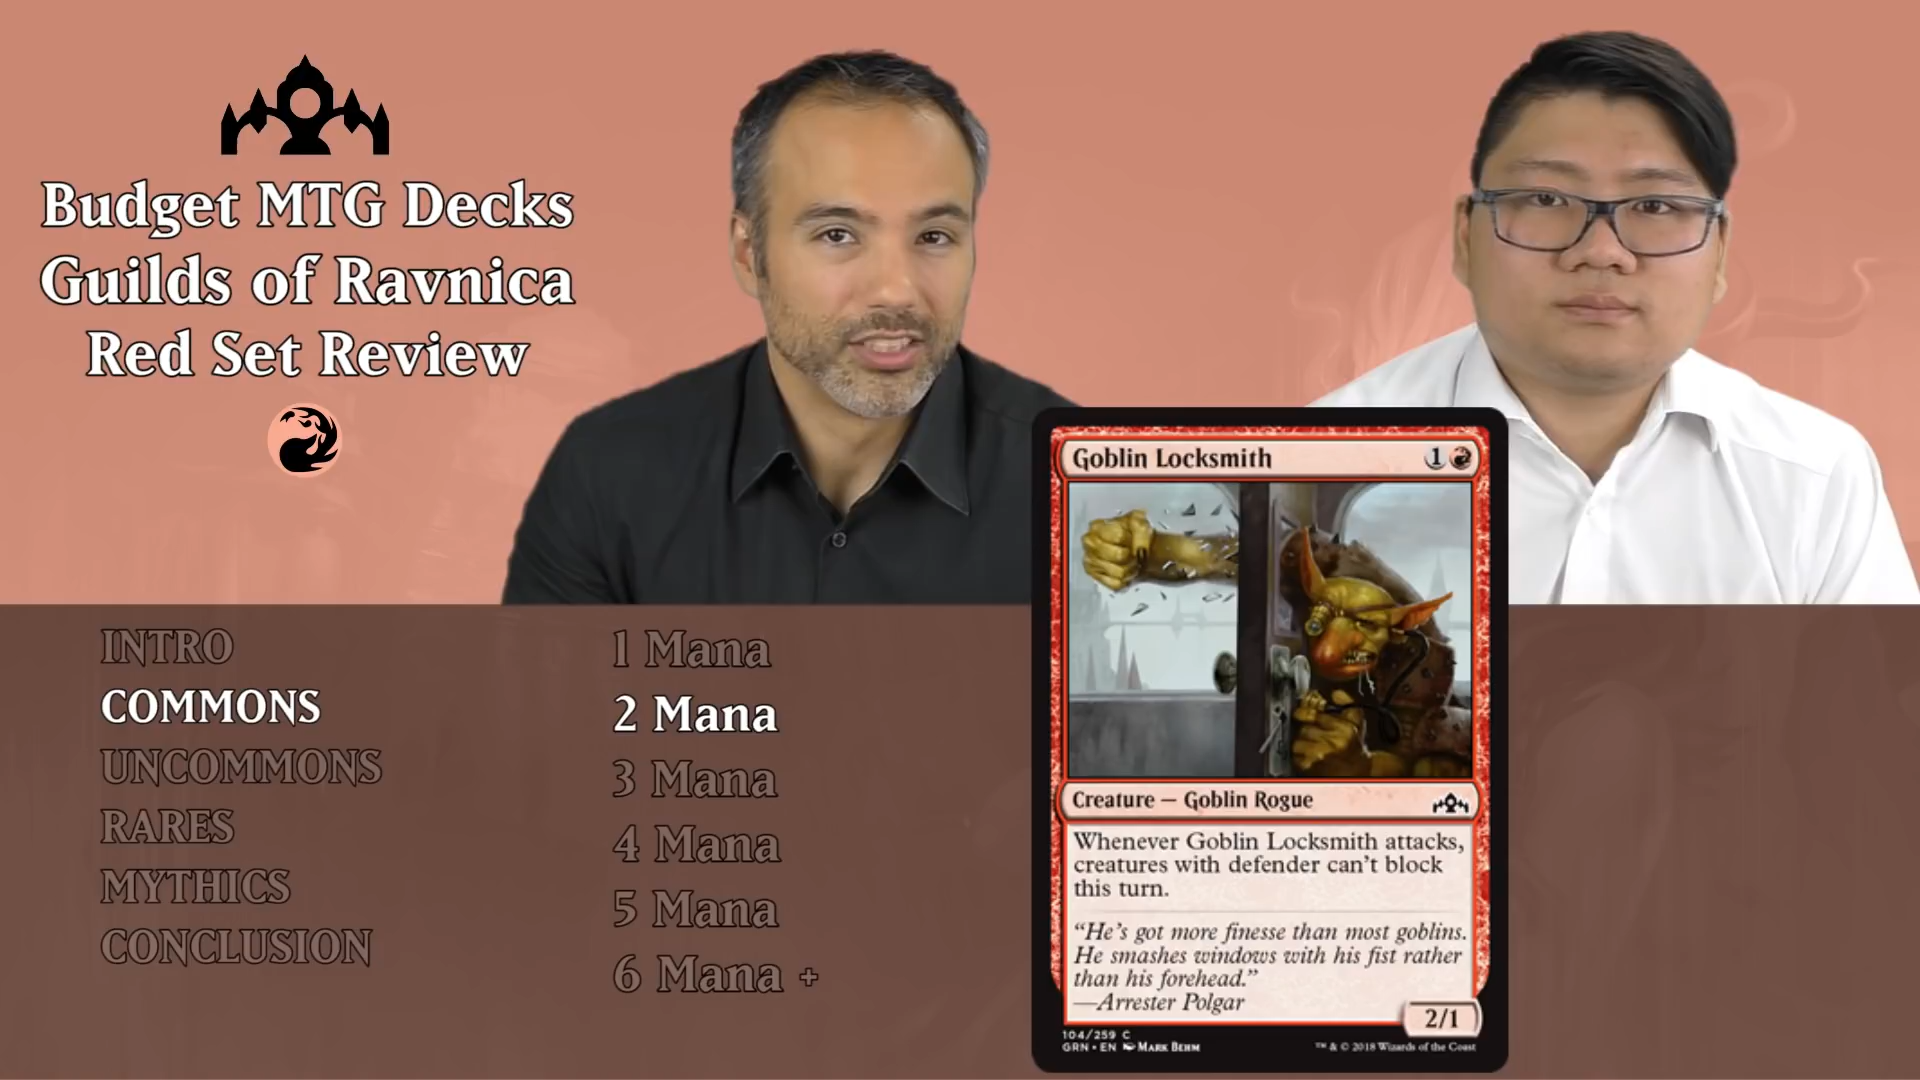 Budget MTG Decks
Guilds of Ravnica
Red Set Review
INTRO
COMMONS
UNCOMMONS
RARES
MYTHICS
CONCLUSION
1 Mana
2 Mana
3 Mana
4 Mana
5 Mana
6 Mana +
Goblin Locksmith 1
Creature — Goblin Rogue
Whenever Goblin Locksmith attacks,
creatures with defender can't block
this turn.
"He's got more finesse than most goblins.
He smashes windows with his fist rather
than his forehead."
—Arrester Polgar
2/1
104/259 C
GRN • EN Mark Behm
™ & © 2018 Wizards of the Coast